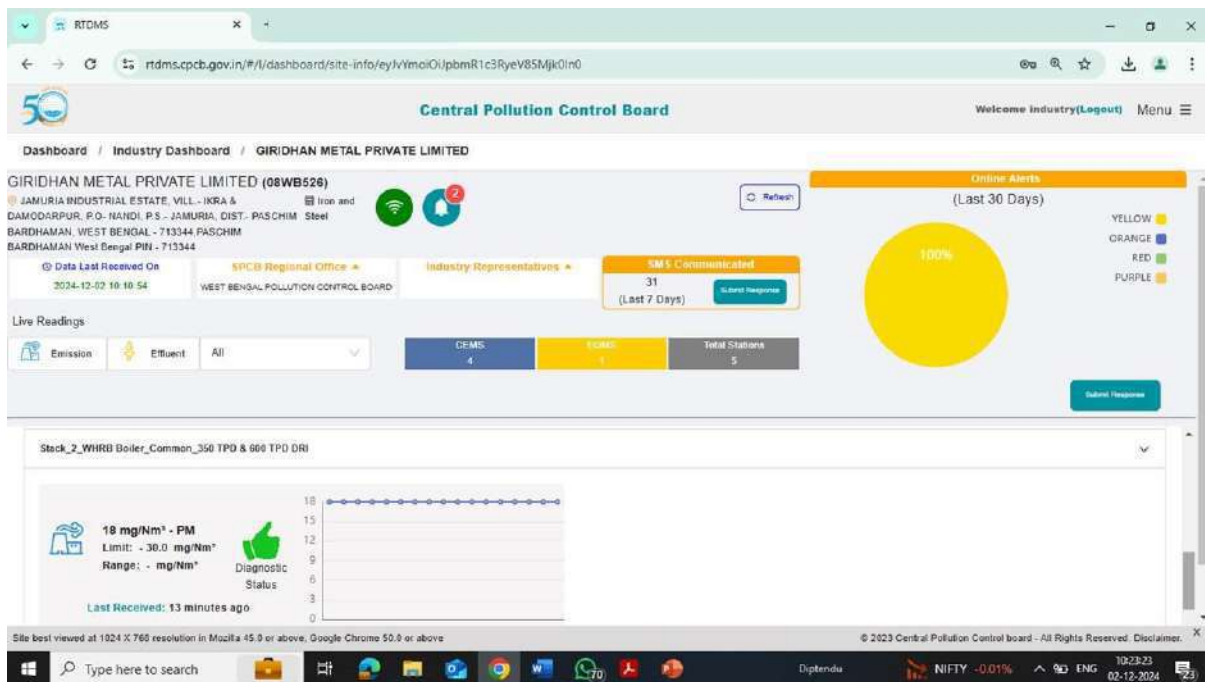 RTDMS
rtdms.cpcb.gov.in/#/l/dashboard/site-info/
50
Central Pollution Control Board
Welcome industry(Logout) Menu
Dashboard / Industry Dashboard / GIRIDHAN METAL PRIVATE LIMITED
GIRIDHAN METAL PRIVATE LIMITED (08WB526)
JAMURIA INDUSTRIAL ESTATE, VILL.- IKRA &
DAMODARPUR, P.O- NANDI, P.S.- JAMURIA, DIST.- PASCHIM
BARDHAMAN, WEST BENGAL - 713344,PASCHIM
BARDHAMAN West Bengal PIN - 713344
Iron and
Steel
2
Refresh
Data Last Received On
2024-12-02 10:10:54
SPCB Regional Office
WEST BENGAL POLLUTION CONTROL BOARD
Industry Representatives
SMS Communicated
31
(Last 7 Days)
Submit Response
Online Alerts
(Last 30 Days)
100%
YELLOW
ORANGE
RED
PURPLE
Submit Response
Live Readings
Emission
Effluent
All
CEMS
4
EQMS
1
Total Stations
5
Stack_2_WHRB Boiler_Common_350 TPD & 600 TPD DRI
18 mg/Nm³ - PM
Limit: - 30.0 mg/Nm³
Range: - mg/Nm³
Last Received: 13 minutes ago
Diagnostic
Status
18
15
12
9
6
3
0
Site best viewed at 1024 X 768 resolution in Mozilla 45.0 or above, Google Chrome 50.0 or above
© 2023 Central Pollution Control board - All Rights Reserved. Disclaimer.
Type here to search
70
Diptendu
NIFTY -0.01%
ENG
10:23:23
02-12-2024
23